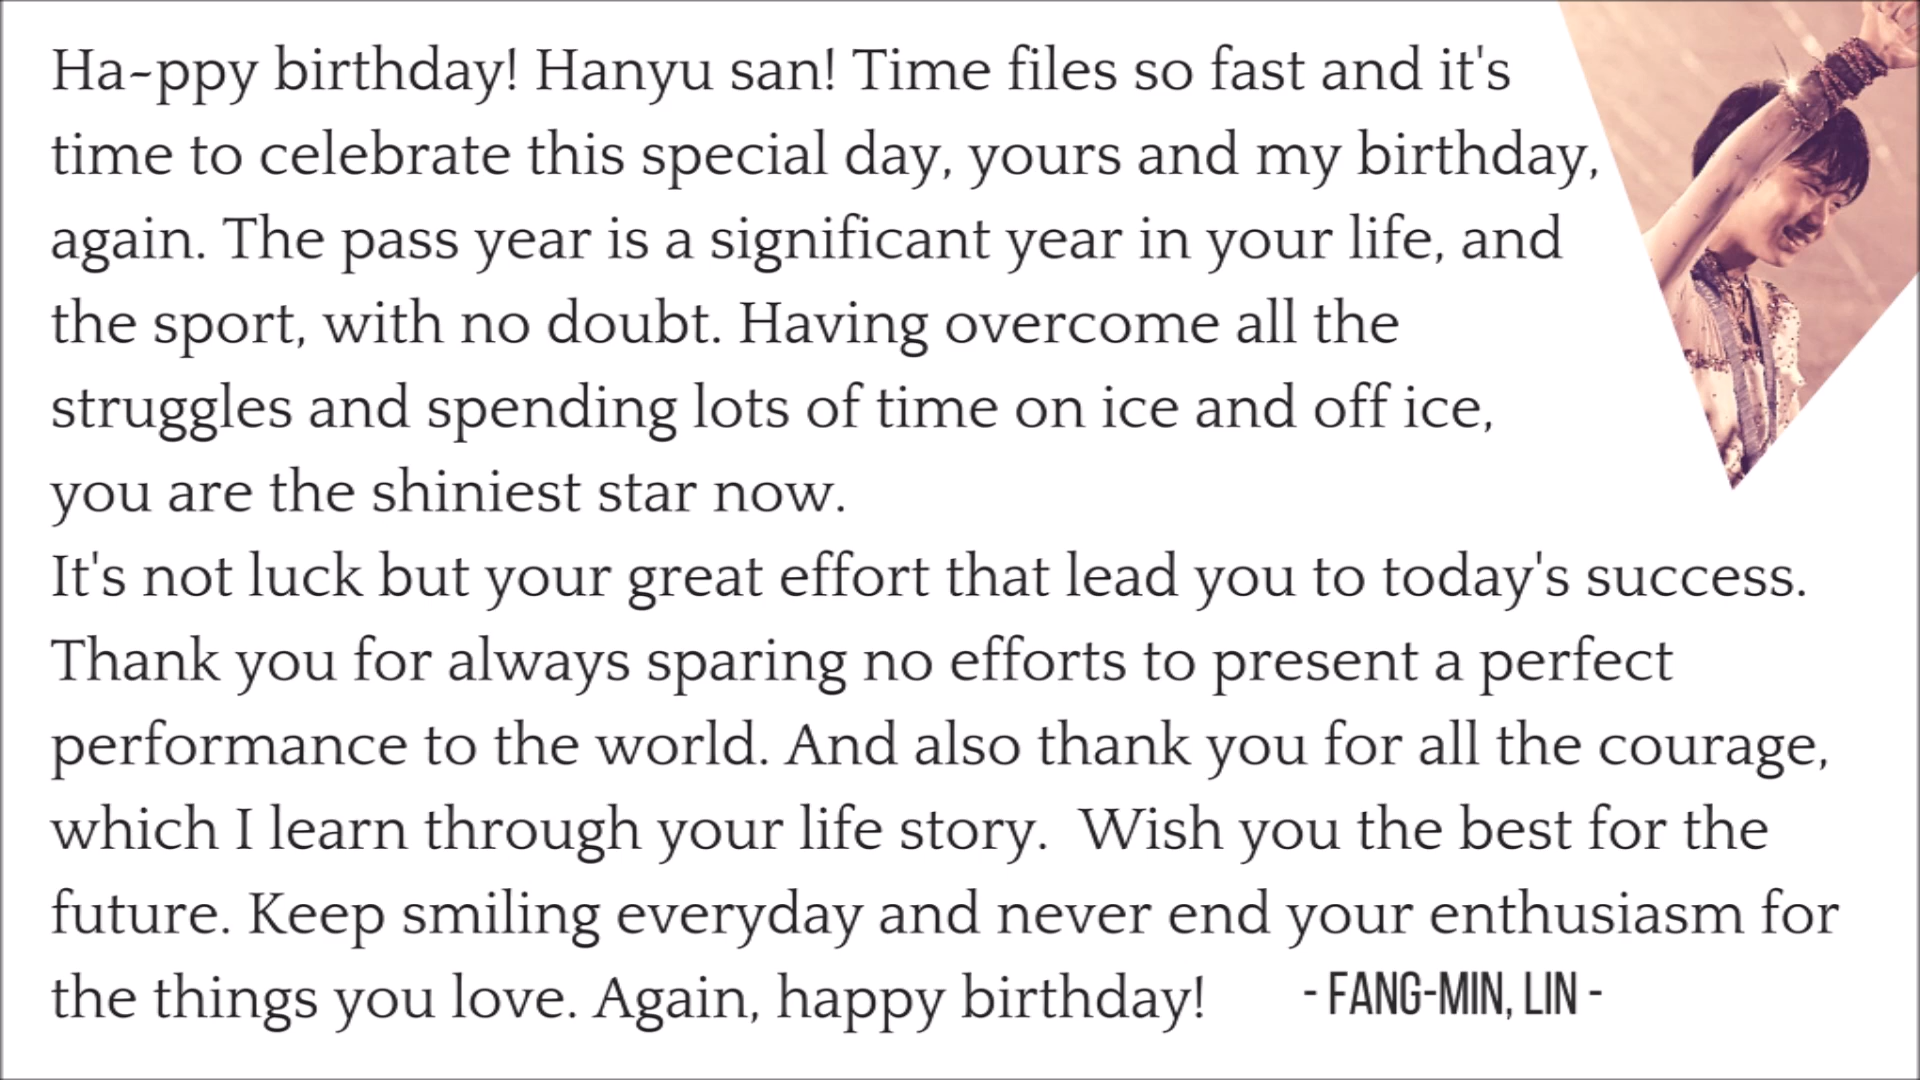 Ha~ppy birthday! Hanyu san! Time files so fast and it's
time to celebrate this special day, yours and my birthday,
again. The pass year is a significant year in your life, and
the sport, with no doubt. Having overcome all the
struggles and spending lots of time on ice and off ice,
you are the shiniest star now.
It's not luck but your great effort that lead you to today's success.
Thank you for always sparing no efforts to present a perfect
performance to the world. And also thank you for all the courage,
which I learn through your life story.  Wish you the best for the
future. Keep smiling everyday and never end your enthusiasm for
the things you love. Again, happy birthday!
- FANG-MIN, LIN -